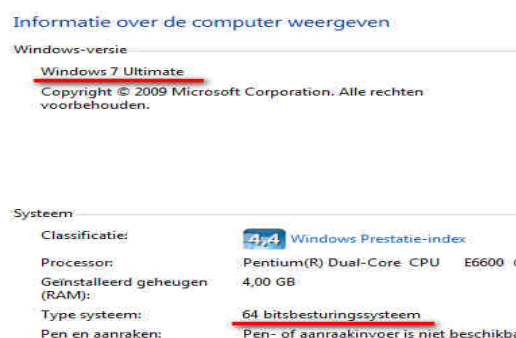 Informatie over de computer weergeven
Windows-versie
Windows 7 Ultimate
Copyright © 2009 Microsoft Corporation. Alle rechten
voorbehouden.
Systeem
Classificatie: 4,4 Windows Prestatie-index
Processor: Pentium(R) Dual-Core CPU E6600
Geïnstalleerd geheugen (RAM): 4,00 GB
Type systeem: 64 bitsbesturingssysteem
Pen en aanraken: Pen- of aanraakinvoer is niet